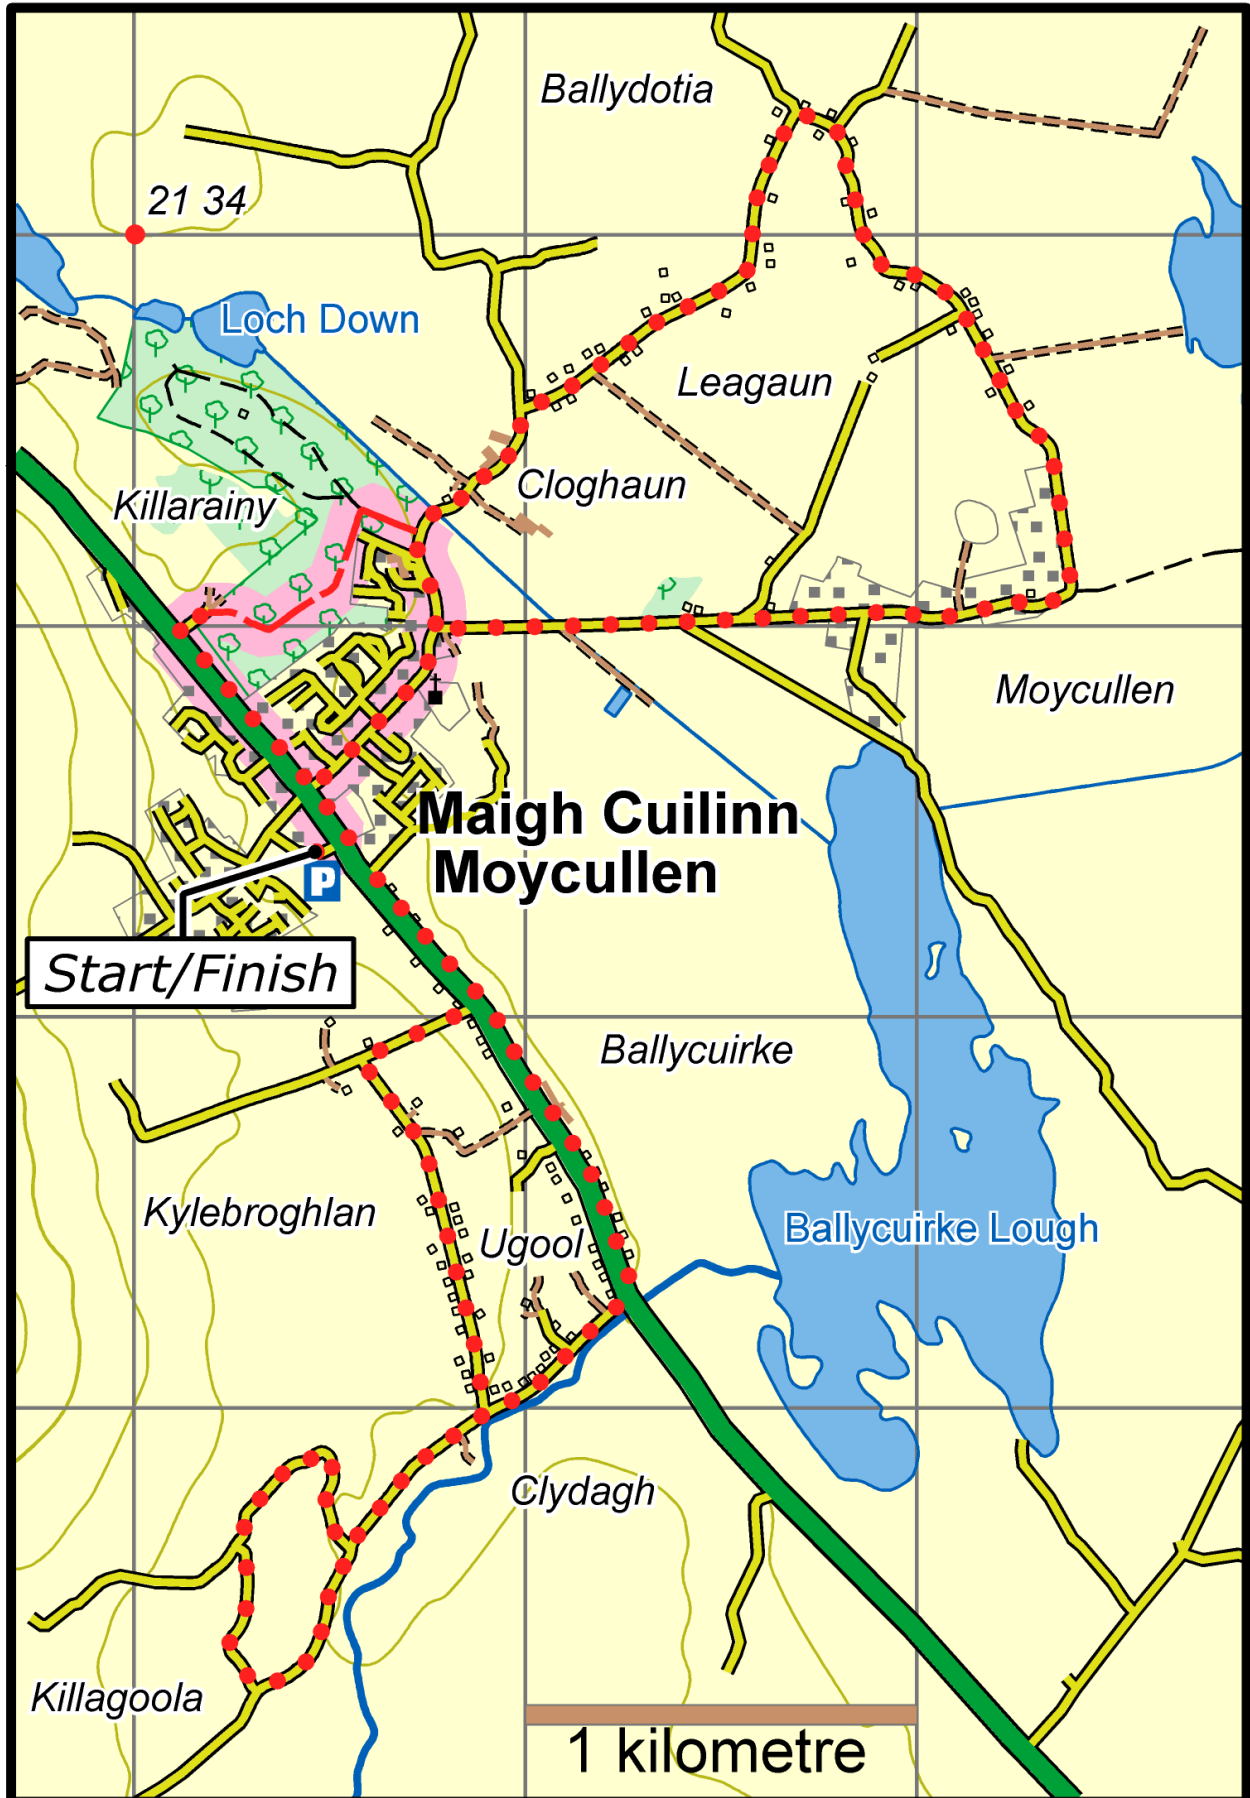 Ballydotia
21 34
Loch Down
Leagaun
Cloghaun
Killarainy
Moycullen
Maigh Cuilinn
Moycullen
P
Start/Finish
Ballycuirke
Kylebroghlan
Ugool
Ballycuirke Lough
Clydagh
Killagoola
1 kilometre